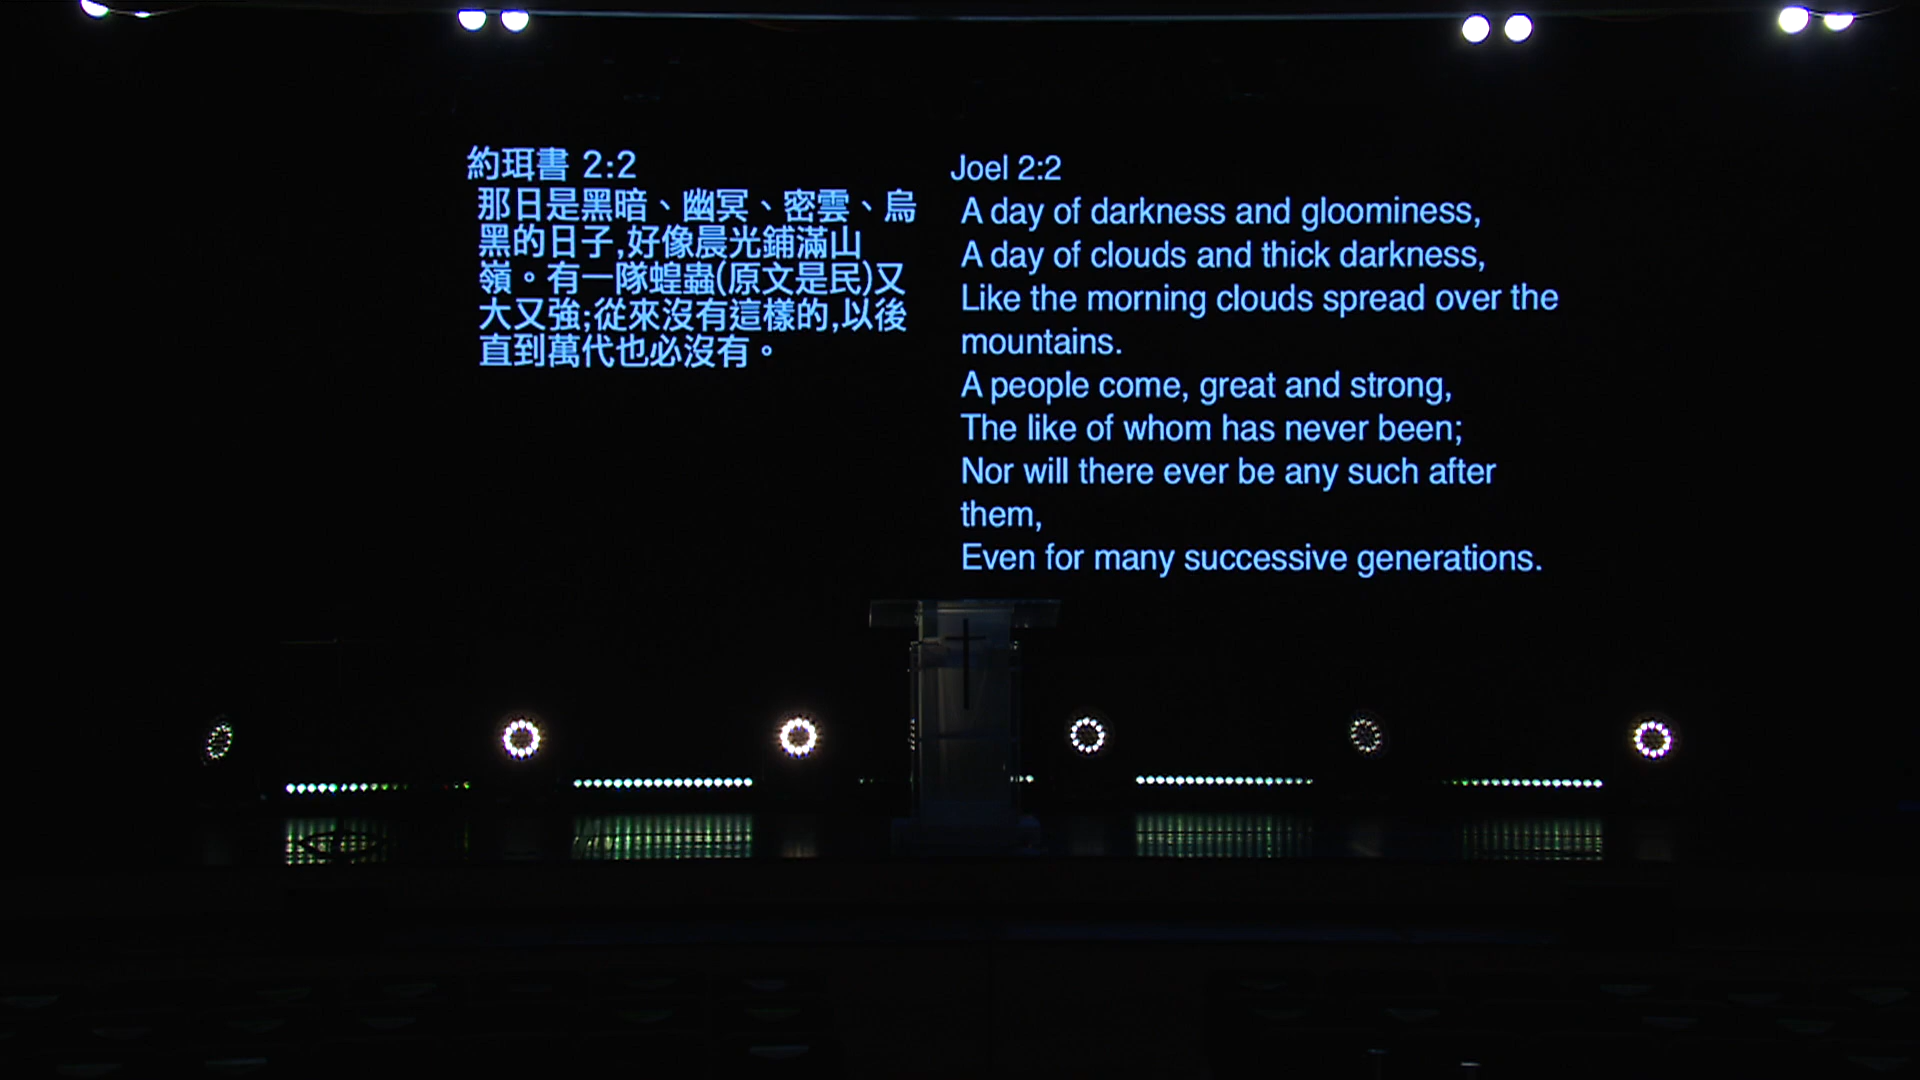 約珥書 2:2
那日是黑暗、幽冥、密雲、烏
黑的日子,好像晨光鋪滿山
嶺。有一隊蝗蟲(原文是民)又
大又強;從來沒有這樣的,以後
直到萬代也必沒有。
Joel 2:2
A day of darkness and gloominess,
A day of clouds and thick darkness,
Like the morning clouds spread over the
mountains.
A people come, great and strong,
The like of whom has never been;
Nor will there ever be any such after
them,
Even for many successive generations.